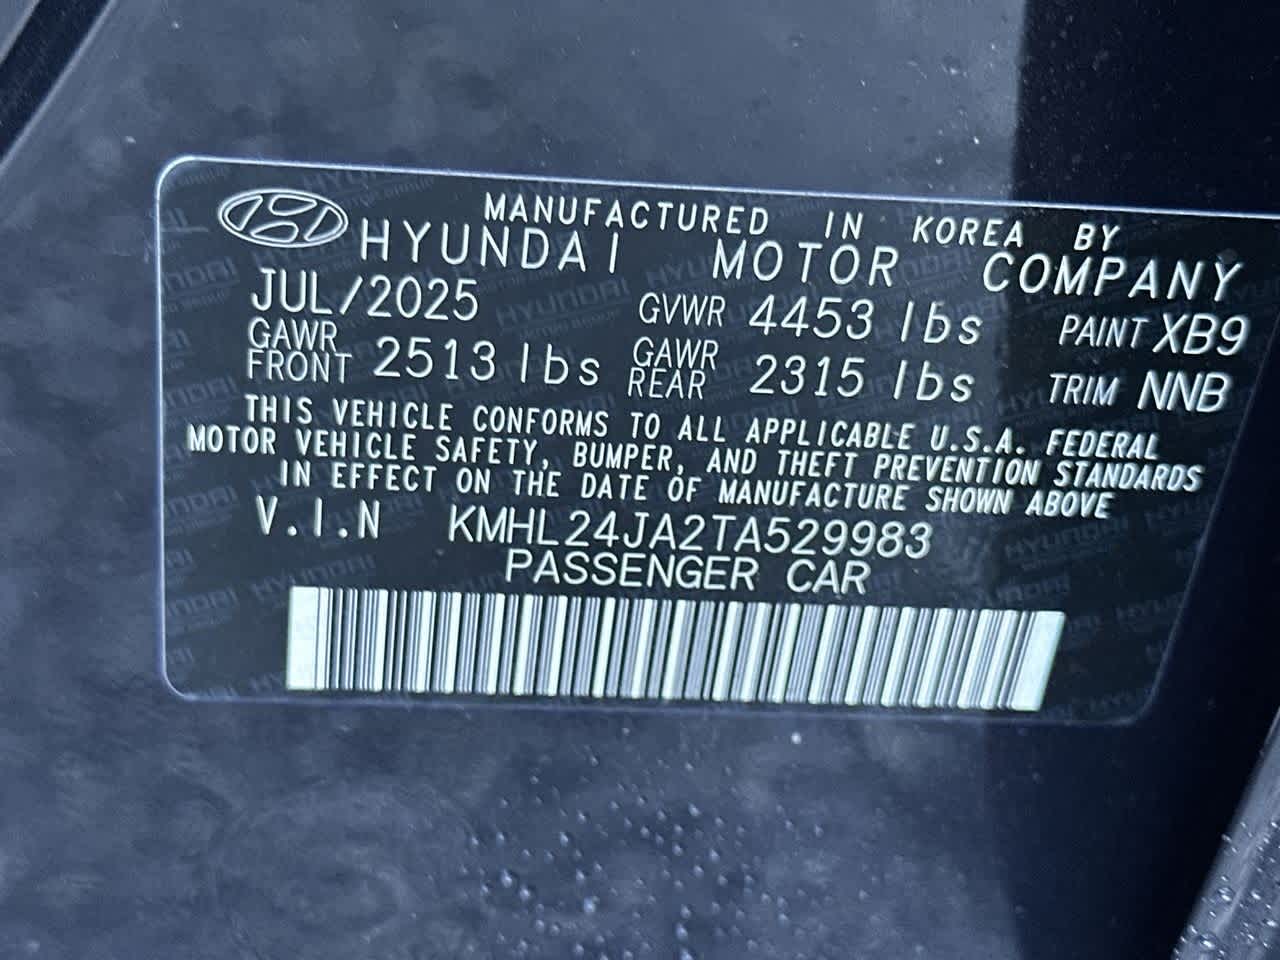 MANUFACTURED IN KOREA BY
HYUNDAI MOTOR COMPANY
JUL/2025 GVWR 4453 lbs PAINT XB9
GAWR FRONT 2513 lbs GAWR REAR 2315 lbs TRIM NNB
THIS VEHICLE CONFORMS TO ALL APPLICABLE U.S.A. FEDERAL
MOTOR VEHICLE SAFETY, BUMPER, AND THEFT PREVENTION STANDARDS
IN EFFECT ON THE DATE OF MANUFACTURE SHOWN ABOVE
V.I.N KMHL24JA2TA529983
PASSENGER CAR